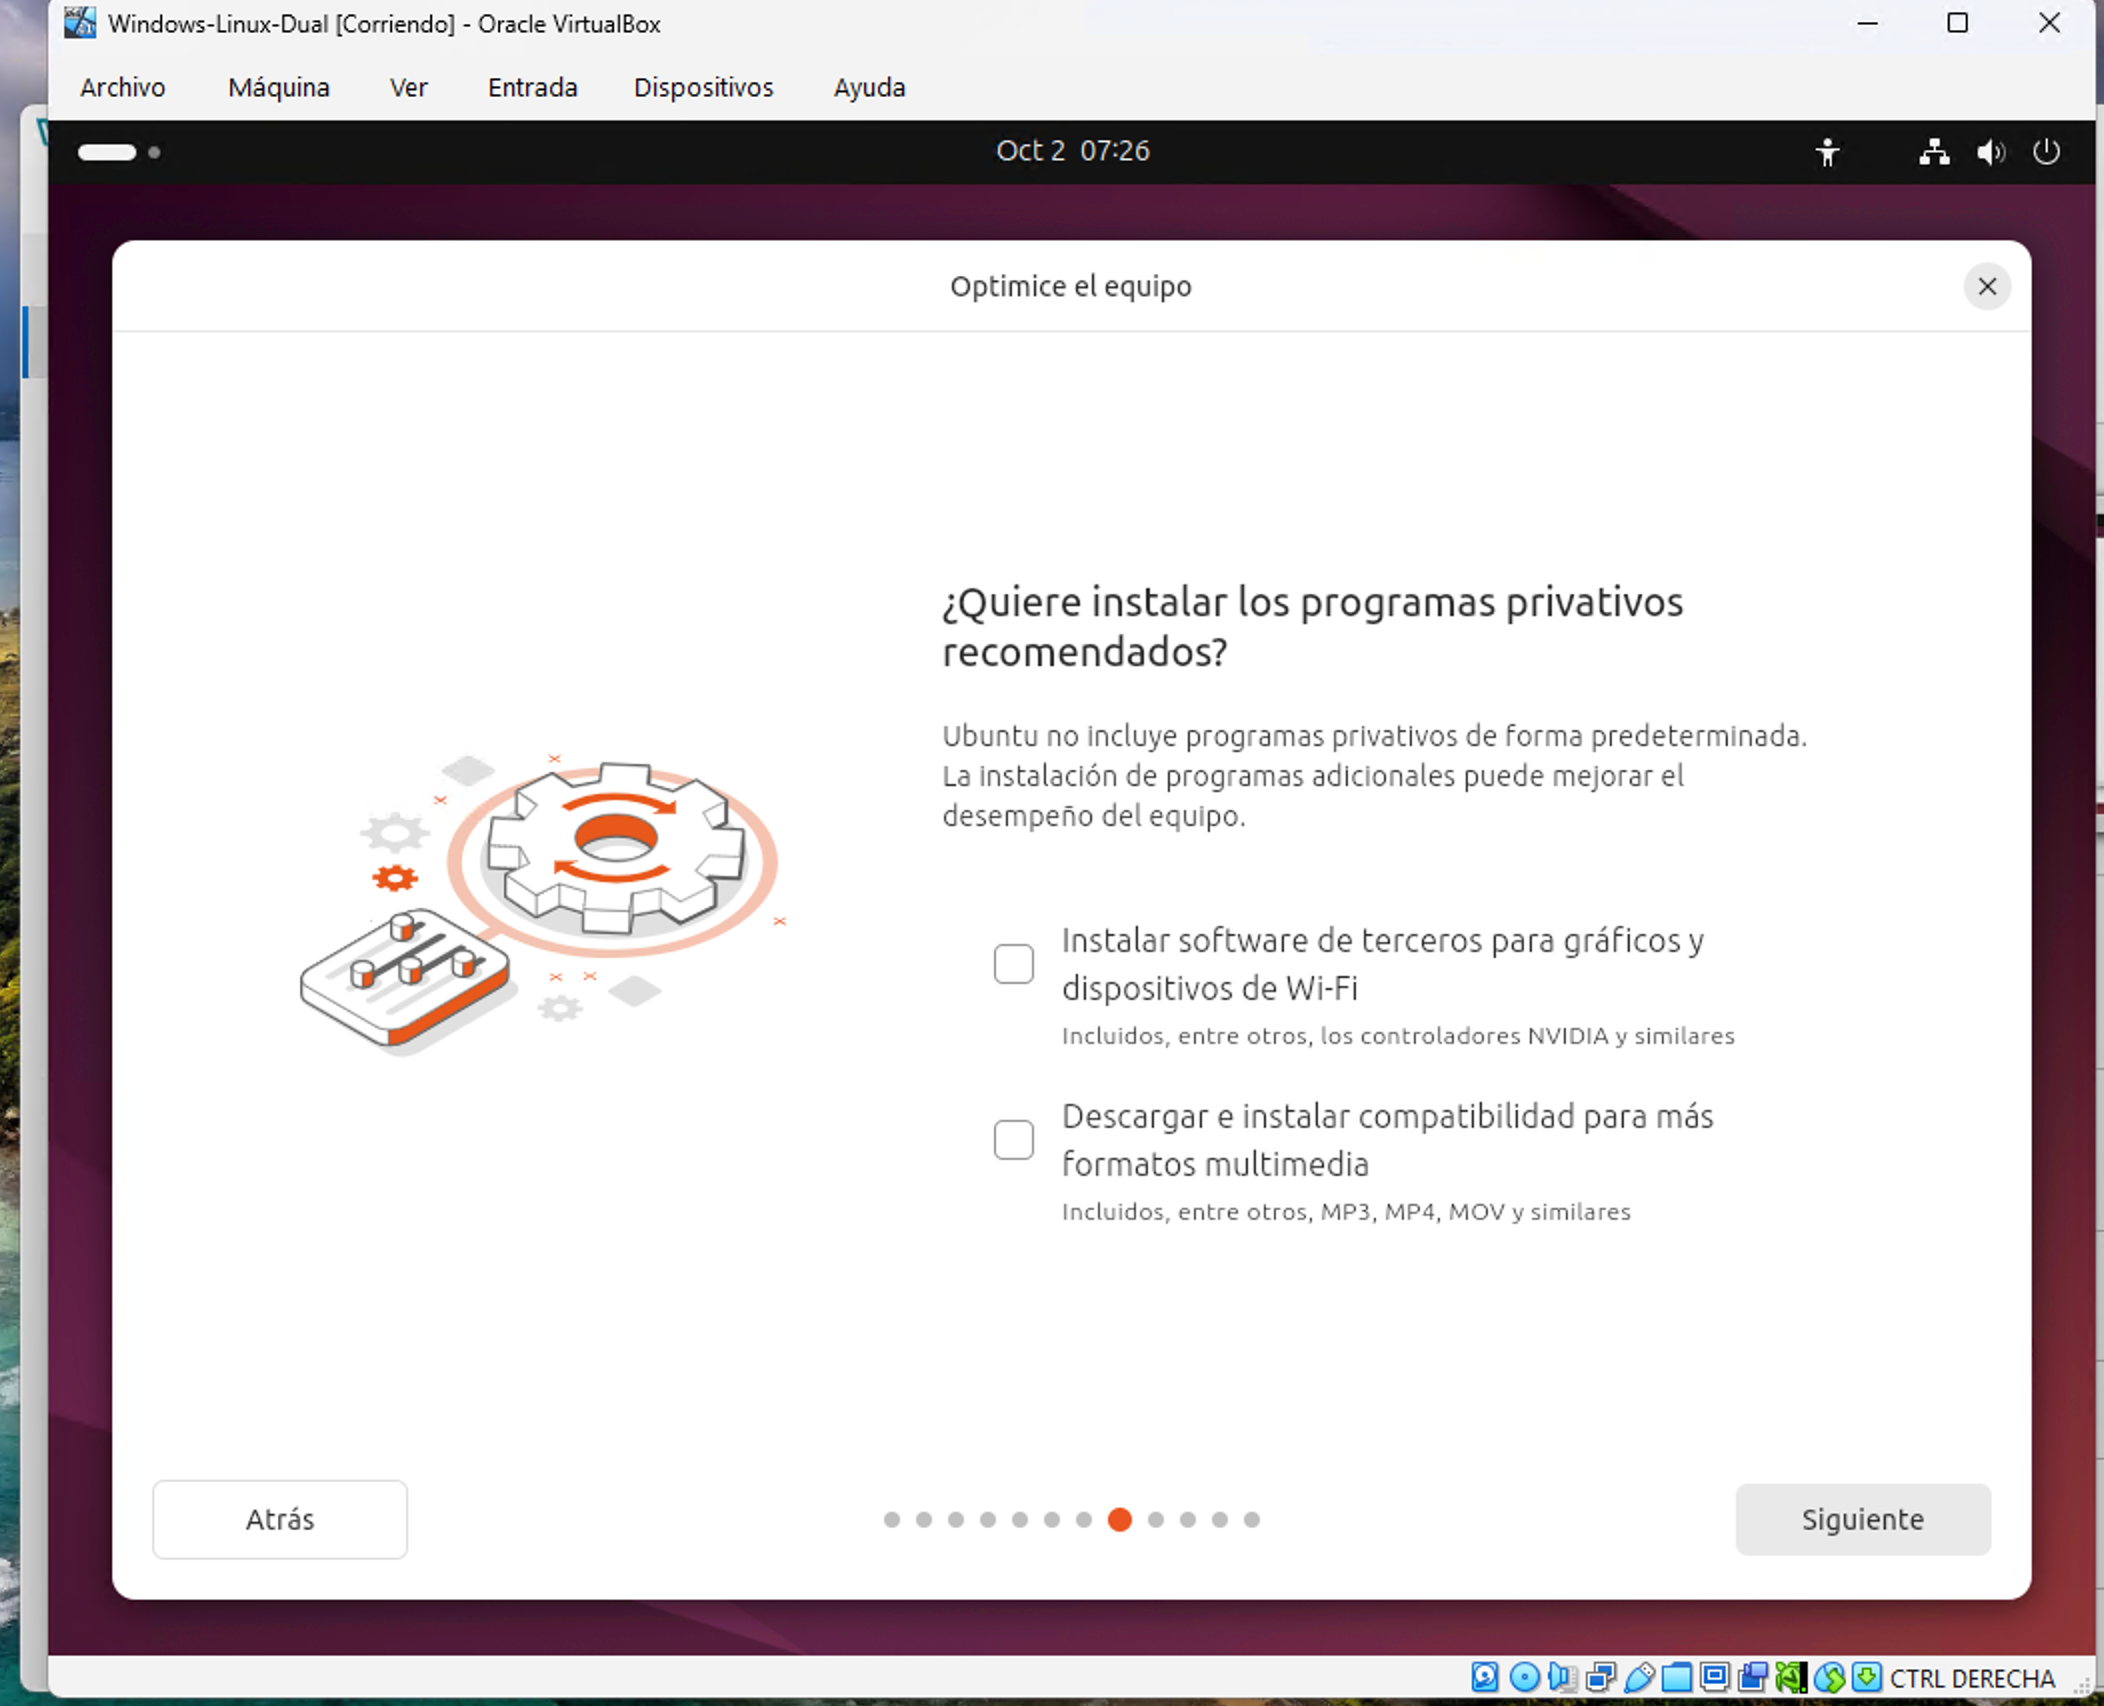 Windows-Linux-Dual [Corriendo] - Oracle VirtualBox
Archivo Máquina Ver Entrada Dispositivos Ayuda
Oct 2 07:26
Optimice el equipo
¿Quiere instalar los programas privativos
recomendados?
Ubuntu no incluye programas privativos de forma predeterminada.
La instalación de programas adicionales puede mejorar el
desempeño del equipo.
Instalar software de terceros para gráficos y
dispositivos de Wi-Fi
Incluidos, entre otros, los controladores NVIDIA y similares
Descargar e instalar compatibilidad para más
formatos multimedia
Incluidos, entre otros, MP3, MP4, MOV y similares
Atrás
Siguiente
CTRL DERECHA